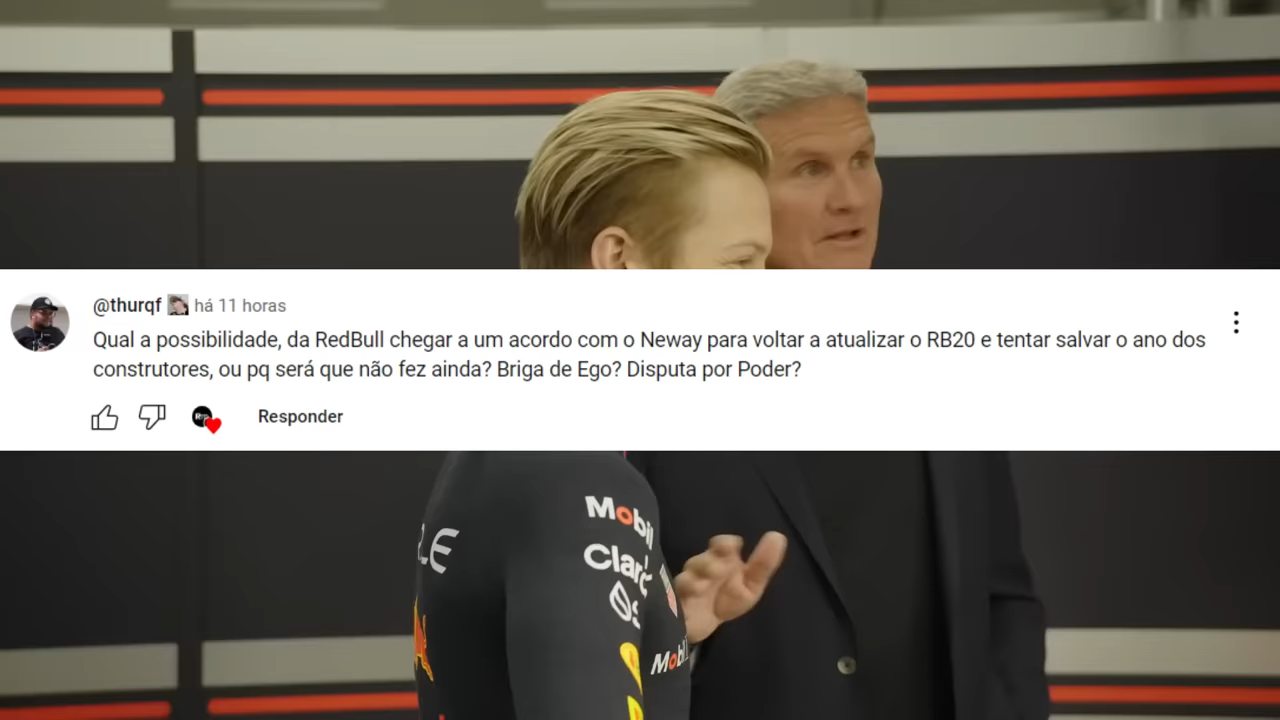 @thurqf há 11 horas
Qual a possibilidade, da RedBull chegar a um acordo com o Neway para voltar a atualizar o RB20 e tentar salvar o ano dos
construtores, ou pq será que não fez ainda? Briga de Ego? Disputa por Poder?
Responder
Mobil
Claro
LE
Mobil